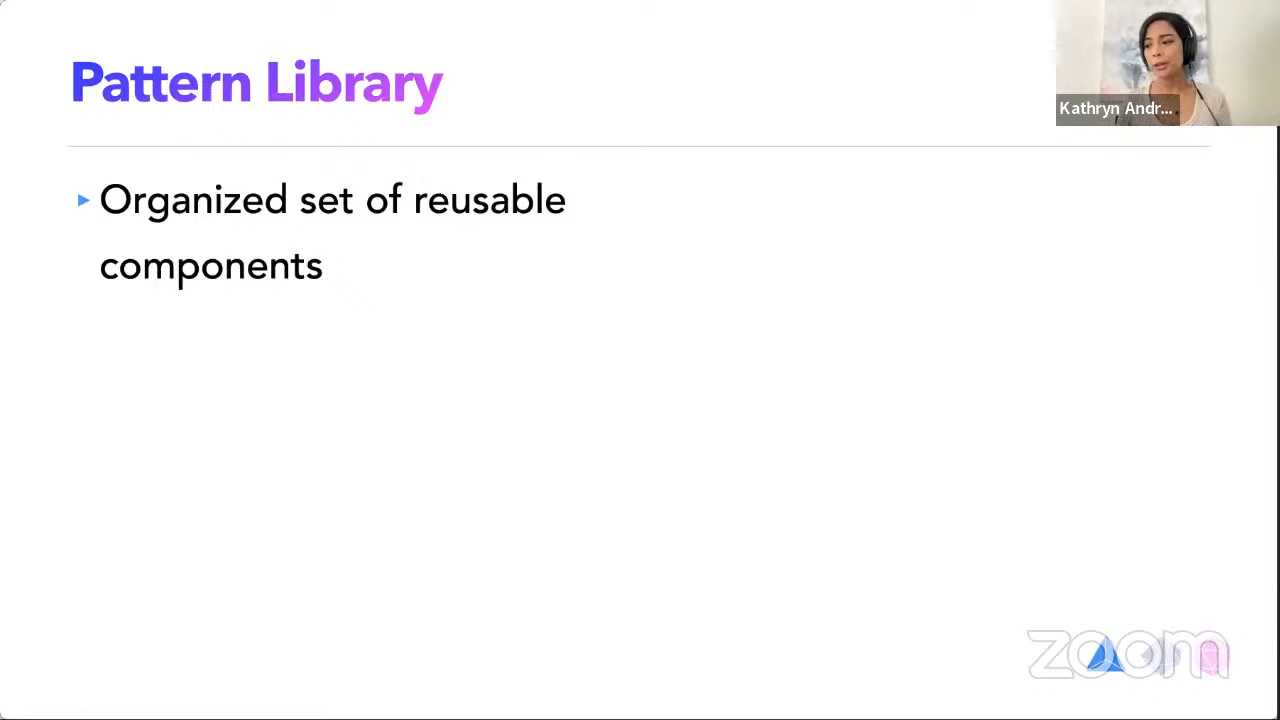 Pattern Library
Kathryn Andr...
Organized set of reusable
components
zoom